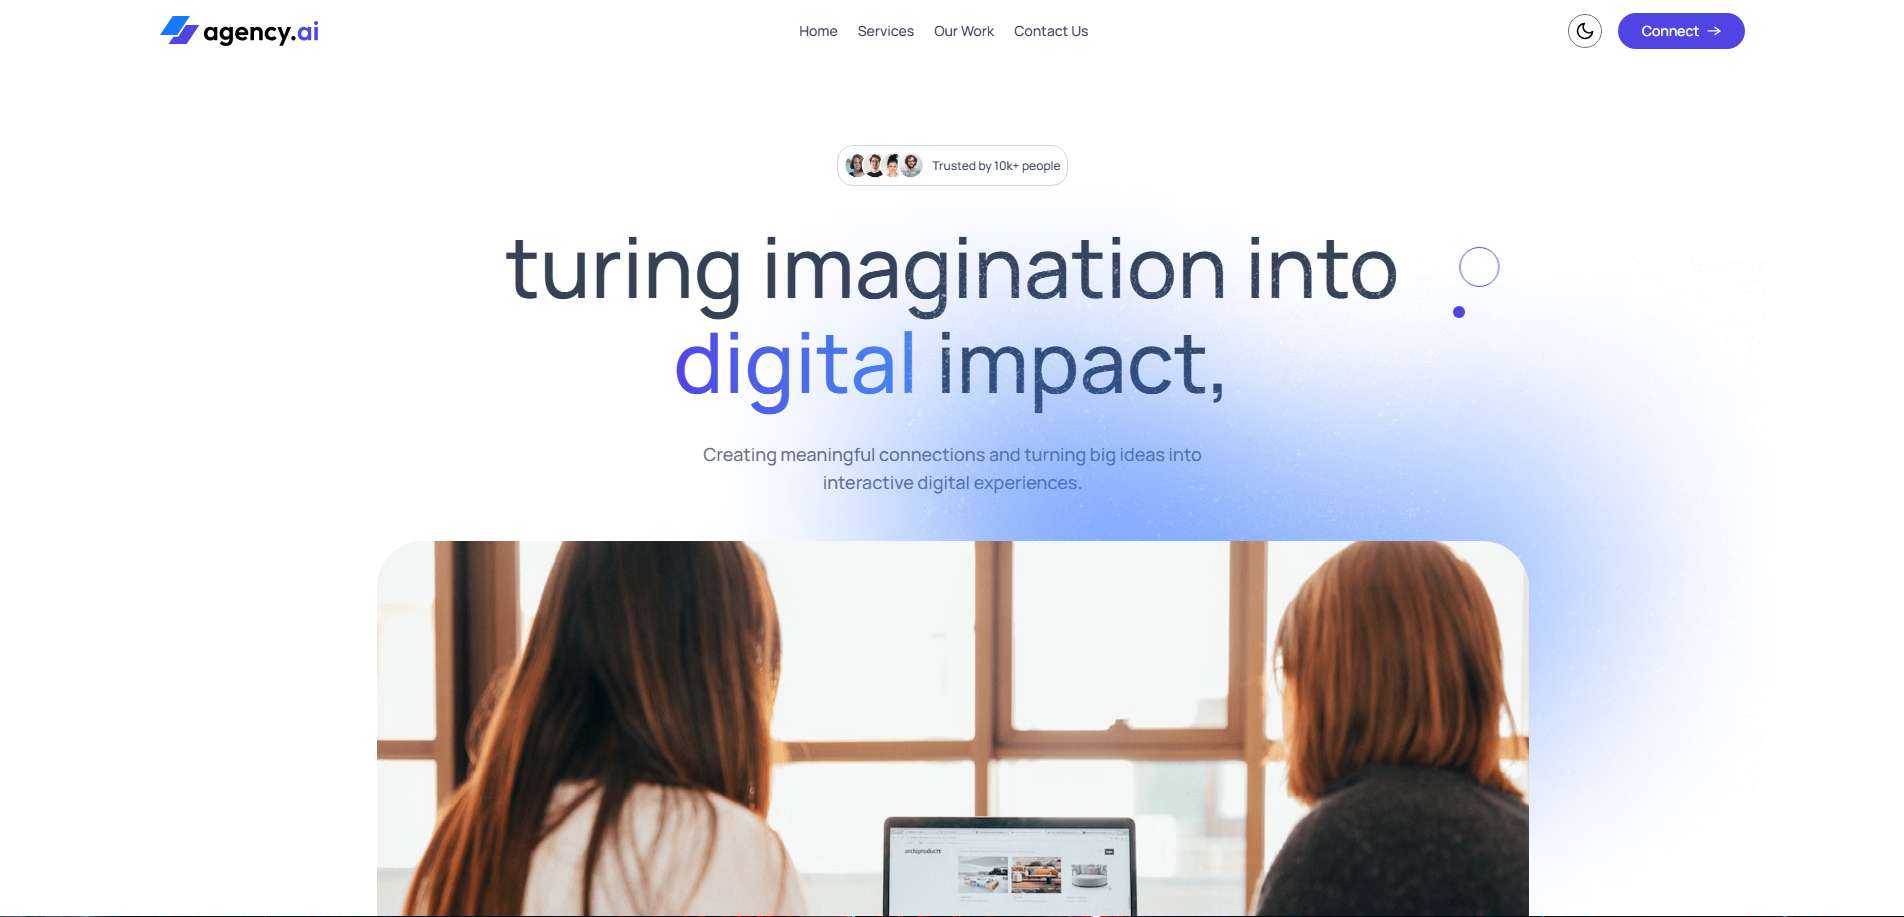 agency.ai
Home
Services
Our Work
Contact Us
Connect
Trusted by 10k+ people
turing imagination into
digital impact,
Creating meaningful connections and turning big ideas into
interactive digital experiences.
archiproducts